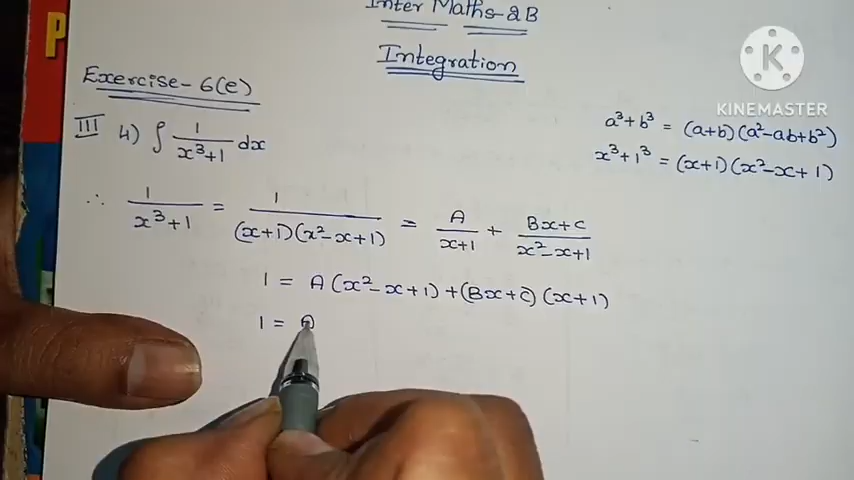 Inter Maths-2B
Integration
Exercise-6(e)
III 4) ∫ 1/(x³+1) dx
a³+b³ = (a+b)(a²-ab+b²)
x³+1³ = (x+1)(x²-x+1)
∴ 1/(x³+1) = 1/((x+1)(x²-x+1)) = A/(x+1) + (Bx+C)/(x²-x+1)
1 = A(x²-x+1)+(Bx+C)(x+1)
1 = A
P
K
KINEMASTER